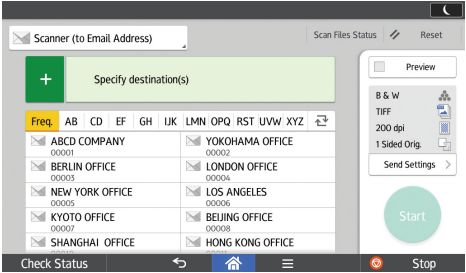 Scanner (to Email Address)
Scan Files Status
Reset
+ Specify destination(s)
Preview
Freq. AB CD EF GH IJK LMN OPQ RST UVW XYZ
ABCD COMPANY
00001
YOKOHAMA OFFICE
00002
BERLIN OFFICE
00003
LONDON OFFICE
00004
NEW YORK OFFICE
00005
LOS ANGELES
00006
KYOTO OFFICE
00007
BEIJING OFFICE
00008
SHANGHAI OFFICE
HONG KONG OFFICE
B & W
TIFF
200 dpi
1 Sided Orig.
Send Settings >
Start
Check Status
Stop